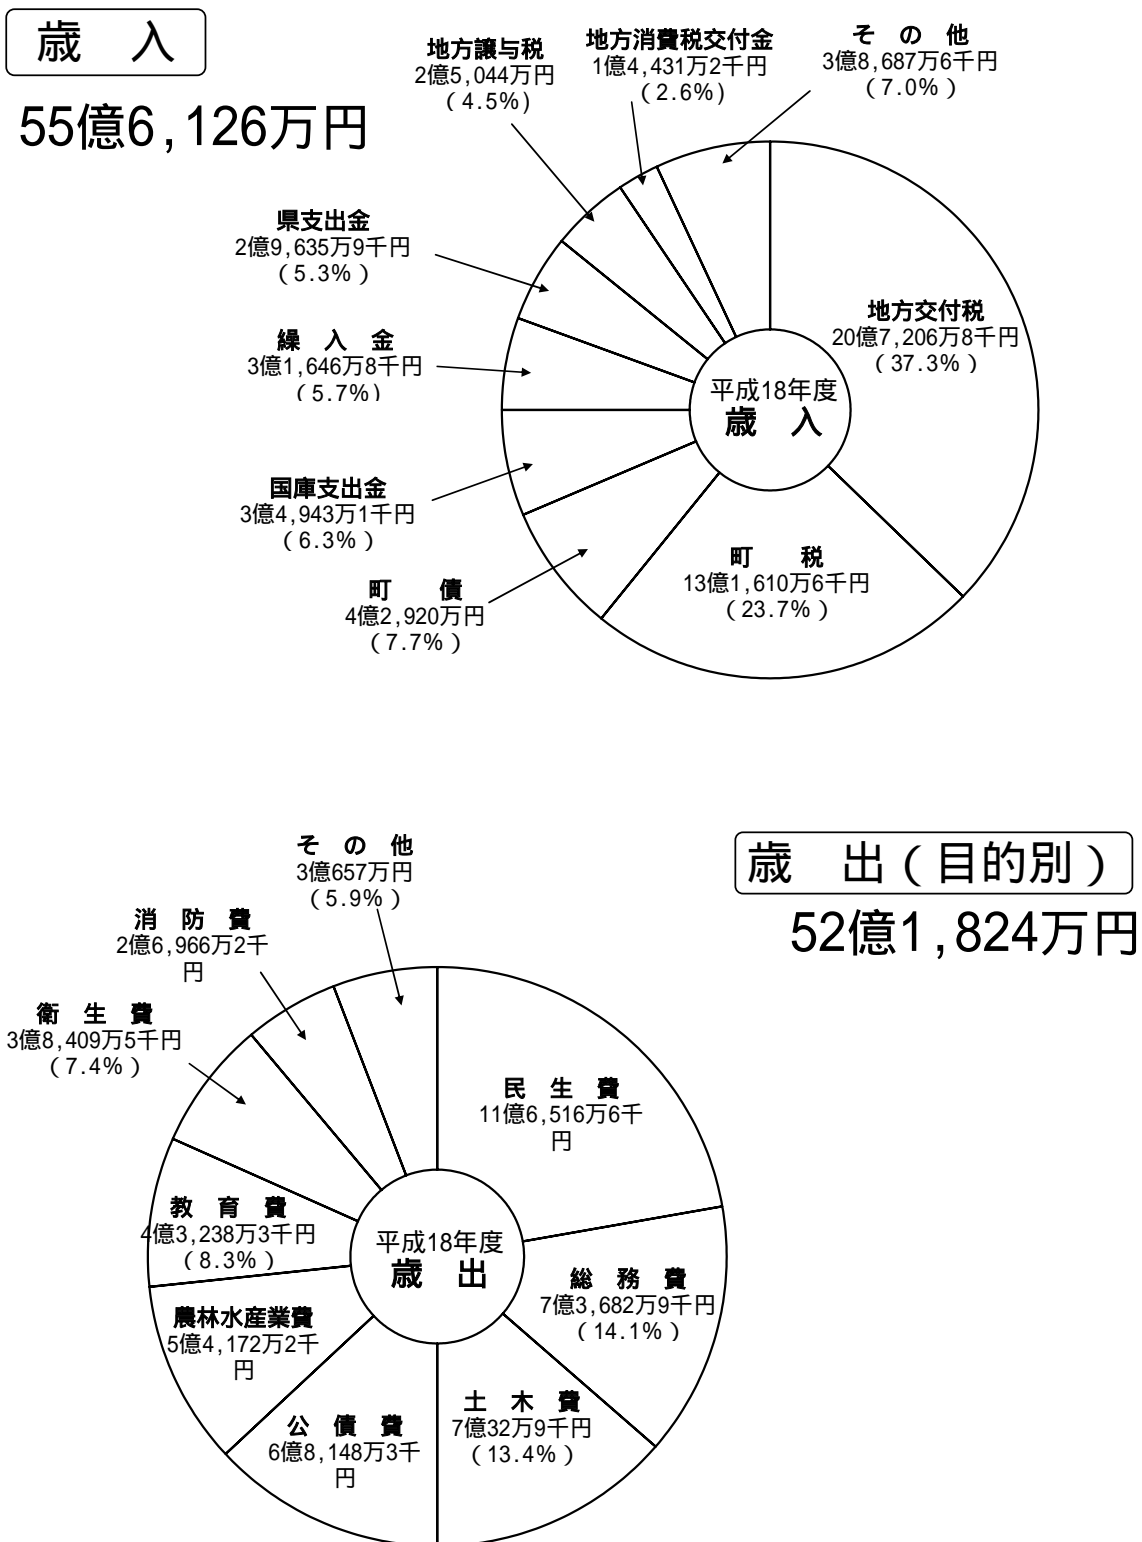 歳　入
55億6,126万円
地方譲与税
2億5,044万円
（4.5%）
地方消費税交付金
1億4,431万2千円
（2.6%）
そ　の　他
3億8,687万6千円
（7.0%）
県支出金
2億9,635万9千円
（5.3%）
繰　入　金
3億1,646万8千円
（5.7%）
国庫支出金
3億4,943万1千円
（6.3%）
町　　債
4億2,920万円
（7.7%）
地方交付税
20億7,206万8千円
（37.3%）
平成18年度
歳　入
町　　税
13億1,610万6千円
（23.7%）
歳　出（目的別）
52億1,824万円
そ　の　他
3億657万円
（5.9%）
消　防　費
2億6,966万2千
円
衛　生　費
3億8,409万5千円
（7.4%）
民　生　費
11億6,516万6千
円
教　育　費
4億3,238万3千円
（8.3%）
平成18年度
歳　出
総　務　費
7億3,682万9千円
（14.1%）
農林水産業費
5億4,172万2千
円
土　木　費
7億32万9千円
（13.4%）
公　債　費
6億8,148万3千
円